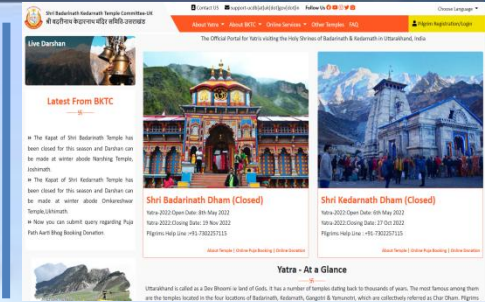 Shri Badarinath Kedarnath Temple Committee-UK
श्री बद्रीनाथ केदारनाथ मंदिर समिति-उत्तराखंड
Contact US
support-ucdb[at]uk[dot]gov[dot]in
Follow Us
Choose Language
About Yatra
About BKTC
Online Services
Other Temples
FAQ
Pilgrim Registration/Login
The Official Portal for Yatris visiting the Holy Shrines of Badarinath & Kedarnath in Uttarakhand, India
Live Darshan
Latest From BKTC
» The Kapat of Shri Badarinath Temple has
been closed for this season and Darshan can
be made at winter abode Narshing Temple,
Joshimath.
» The Kapat of Shri Kedarnath Temple has
been closed for this season and Darshan can
be made at winter abode Omkareshwar
Temple,Ukhimath.
» Now you can submit query regarding Puja
Path Aarti Bhog Booking Donation
Shri Badarinath Dham (Closed)
Yatra-2022:Open Date: 8th May 2022
Yatra-2022:Closing Date: 19 Nov 2022
Pilgrims Help Line :+91-7302257115
About Temple | Online Puja Booking | Online Donation
Shri Kedarnath Dham (Closed)
Yatra-2022:Open Date: 6th May 2022
Yatra-2022:Closing Date: 27 Oct 2022
Pilgrims Help Line :+91-7302257115
About Temple | Online Puja Booking | Online Donation
Yatra - At a Glance
Uttarakhand is called as a Dev Bhoomi ie land of Gods. It has a number of temples dating back to thousands of years. The most famous among them
are the temples located in the four locations of Badarinath, Kedarnath, Gangotri & Yamunotri, which are collectively referred as Char Dham. Pilgrims